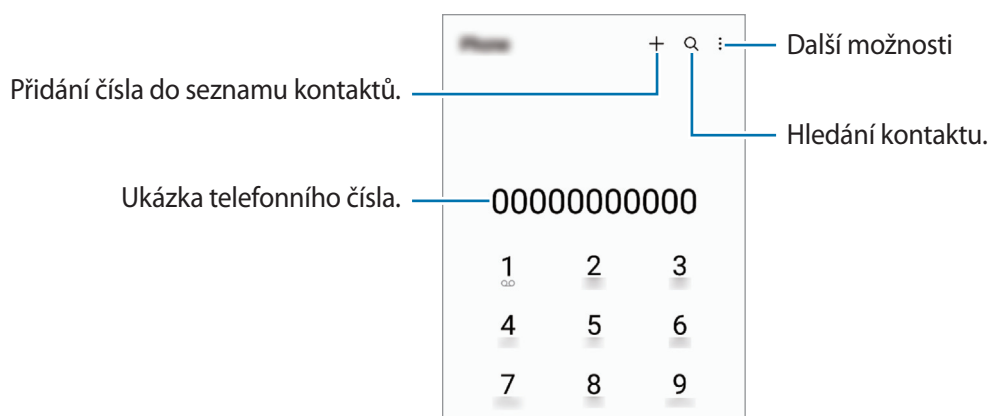 Další možnosti
Přidání čísla do seznamu kontaktů.
Hledání kontaktu.
Ukázka telefonního čísla.
00000000000
1 2 3
4 5 6
7 8 9